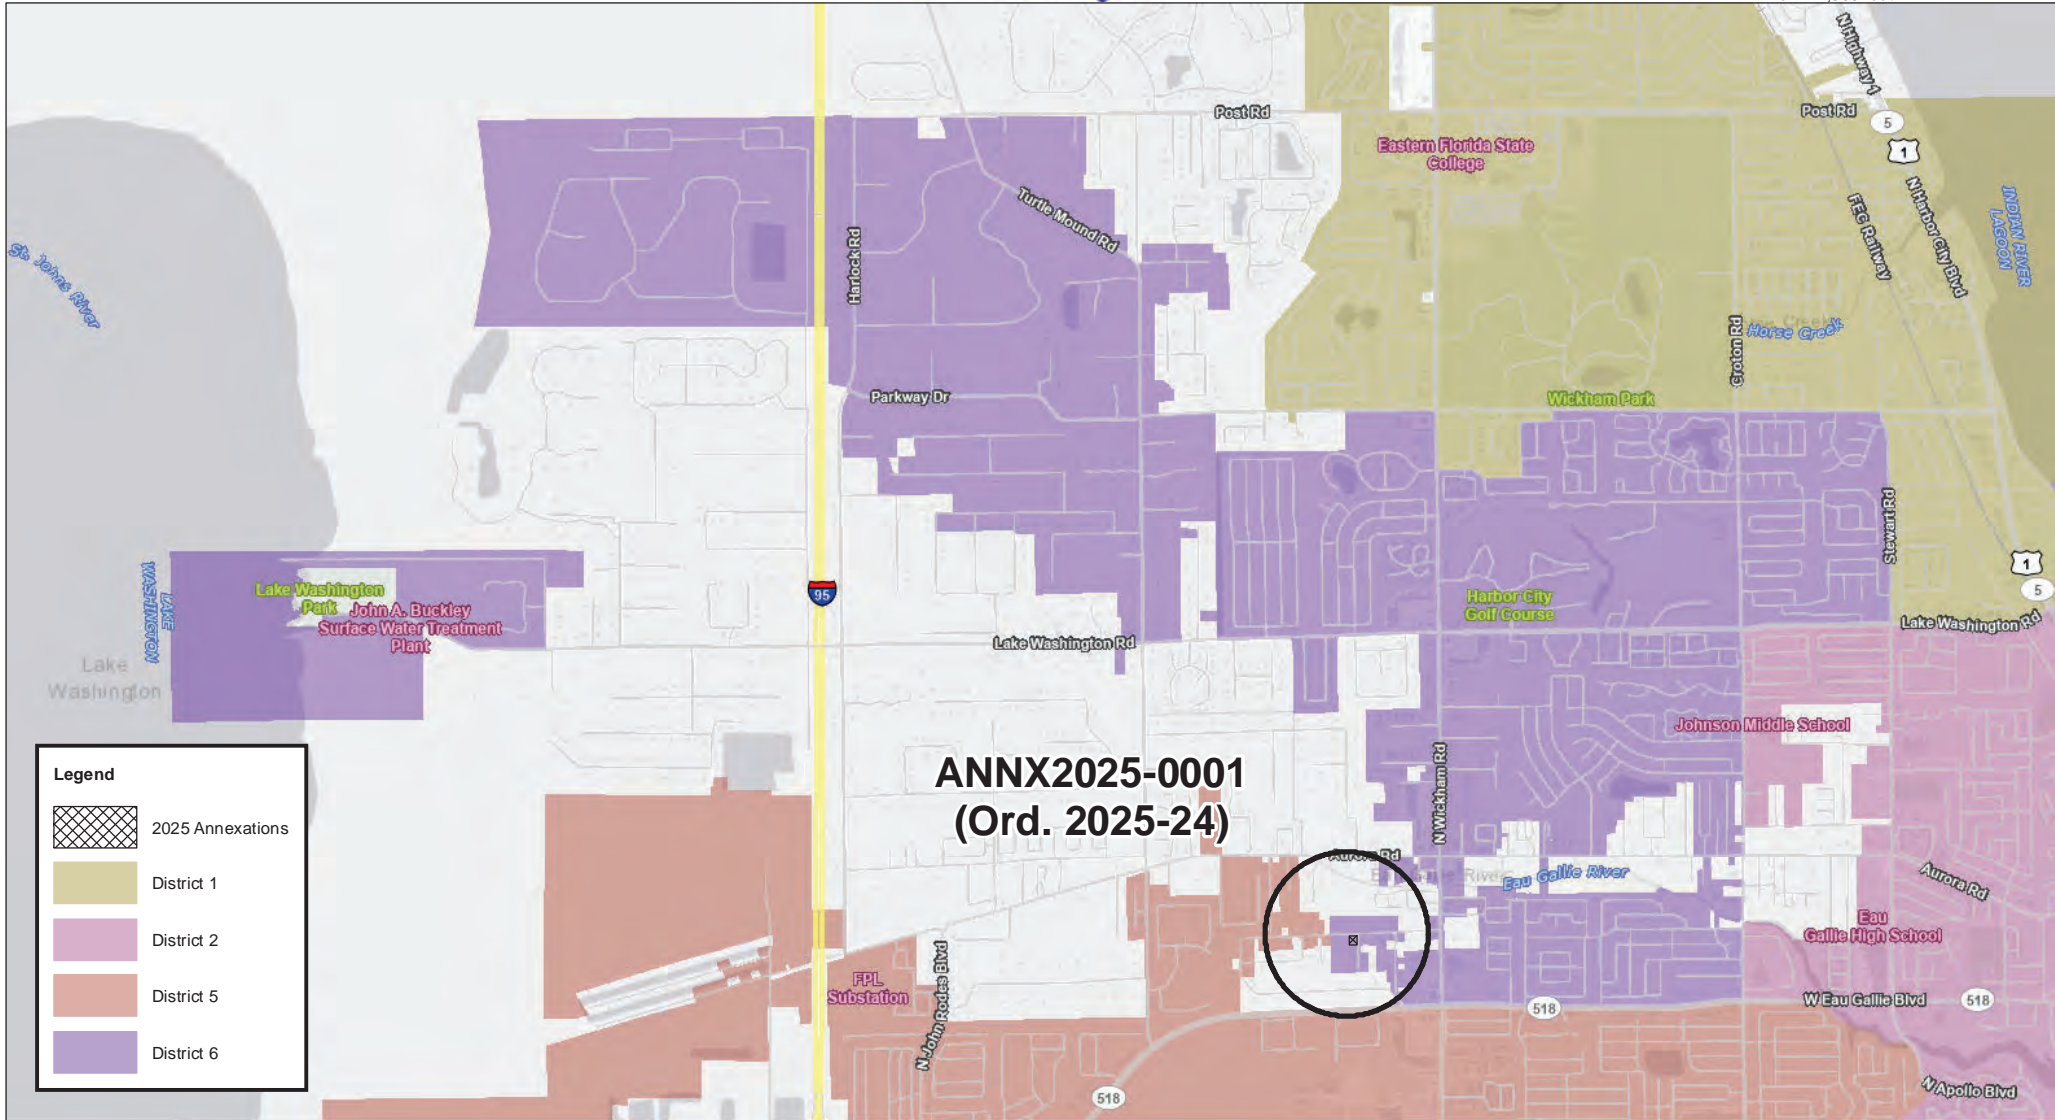 N Highway 1
Post Rd
Post Rd
5
1
Eastern Florida State
College
Turtle Mound Rd
N Harbor City Blvd
FEC Railway
INDIAN RIVER
LAGOON
St. Johns River
Harlock Rd
Croton Rd
Horse Creek
Parkway Dr
Wickham Park
Stewart Rd
1
5
95
LAKE
WASHINGTON
Lake Washington
Park
John A. Buckley
Surface Water Treatment
Plant
Harbor City
Golf Course
Lake Washington Rd
Lake Washington Rd
Lake
Washington
Johnson Middle School
N Wickham Rd
ANNX2025-0001
(Ord. 2025-24)
Aurora Rd
Eau Gallie River
Eau Gallie River
Aurora Rd
Eau
Gallie High School
FPL
Substation
N John Rodes Blvd
W Eau Gallie Blvd
518
518
518
N Apollo Blvd
Legend
2025 Annexations
District 1
District 2
District 5
District 6